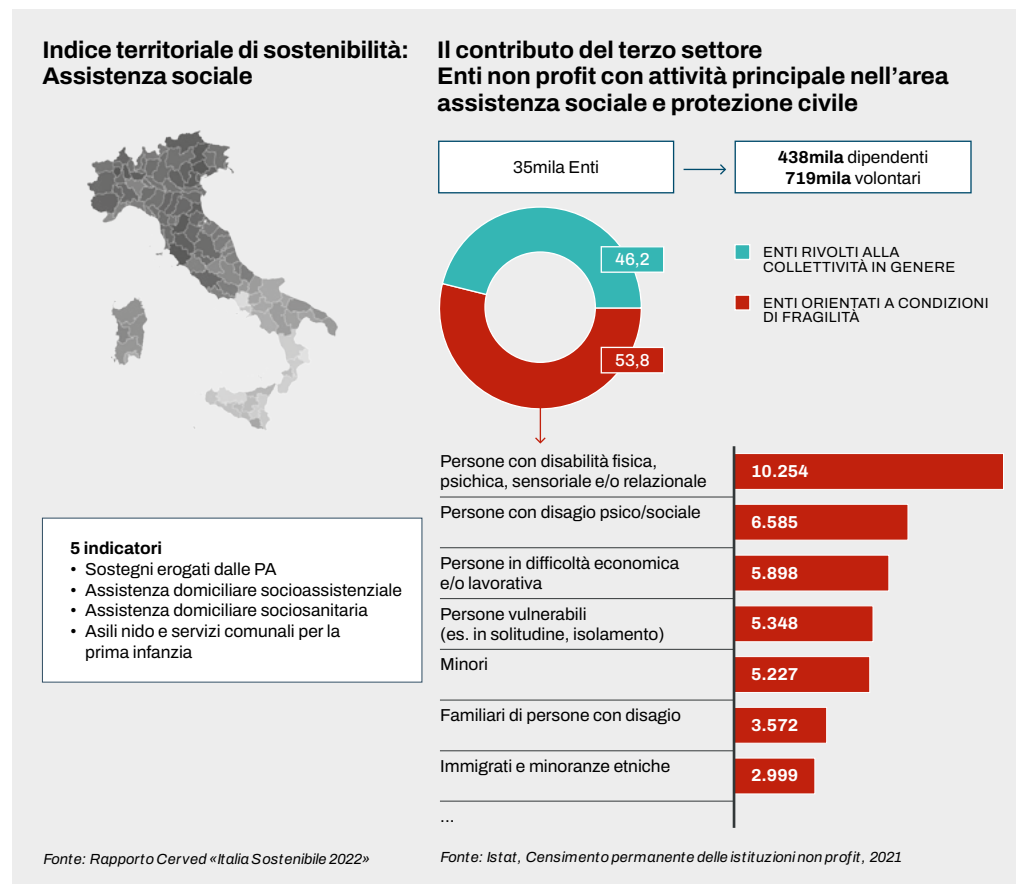 Indice territoriale di sostenibilità:
Assistenza sociale
5 indicatori
• Sostegni erogati dalle PA
• Assistenza domiciliare socioassistenziale
• Assistenza domiciliare sociosanitaria
• Asili nido e servizi comunali per la
prima infanzia
Fonte: Rapporto Cerved «Italia Sostenibile 2022»
Il contributo del terzo settore
Enti non profit con attività principale nell’area
assistenza sociale e protezione civile
35mila Enti
438mila dipendenti
719mila volontari
46,2
53,8
ENTI RIVOLTI ALLA
COLLETTIVITÀ IN GENERE
ENTI ORIENTATI A CONDIZIONI
DI FRAGILITÀ
Persone con disabilità fisica,
psichica, sensoriale e/o relazionale
10.254
Persone con disagio psico/sociale
6.585
Persone in difficoltà economica
e/o lavorativa
5.898
Persone vulnerabili
(es. in solitudine, isolamento)
5.348
Minori
5.227
Familiari di persone con disagio
3.572
Immigrati e minoranze etniche
2.999
...
Fonte: Istat, Censimento permanente delle istituzioni non profit, 2021